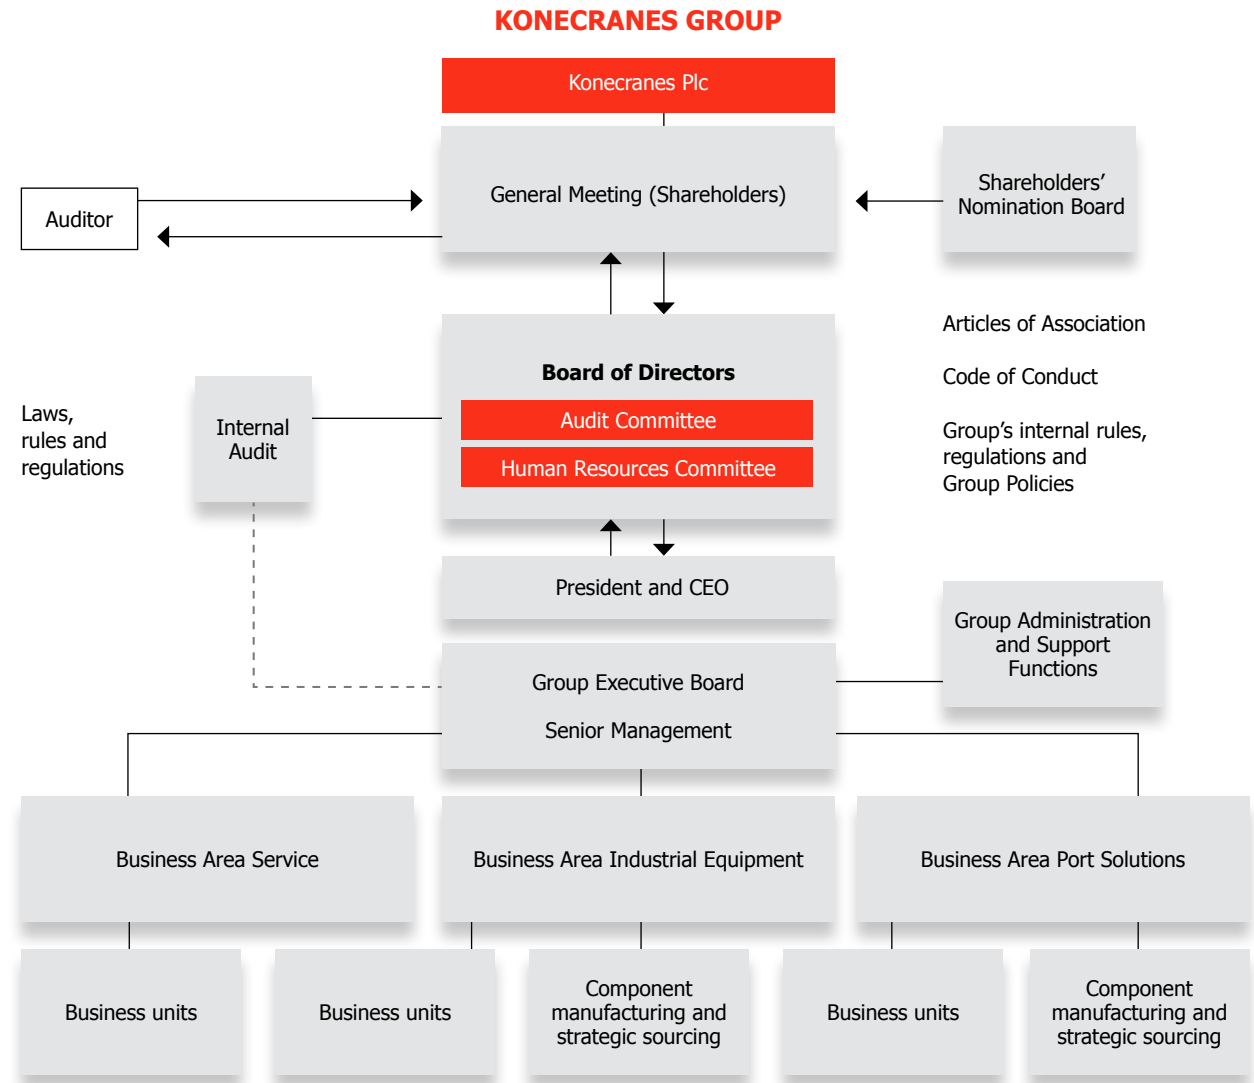 KONECRANES GROUP
Konecranes Plc
General Meeting (Shareholders)
Shareholders’
Nomination Board
Auditor
Articles of Association
Code of Conduct
Group’s internal rules,
regulations and
Group Policies
Board of Directors
Audit Committee
Human Resources Committee
Internal
Audit
Laws,
rules and
regulations
President and CEO
Group Administration
and Support
Functions
Group Executive Board
Senior Management
Business Area Service
Business Area Industrial Equipment
Business Area Port Solutions
Business units
Business units
Component
manufacturing and
strategic sourcing
Business units
Component
manufacturing and
strategic sourcing